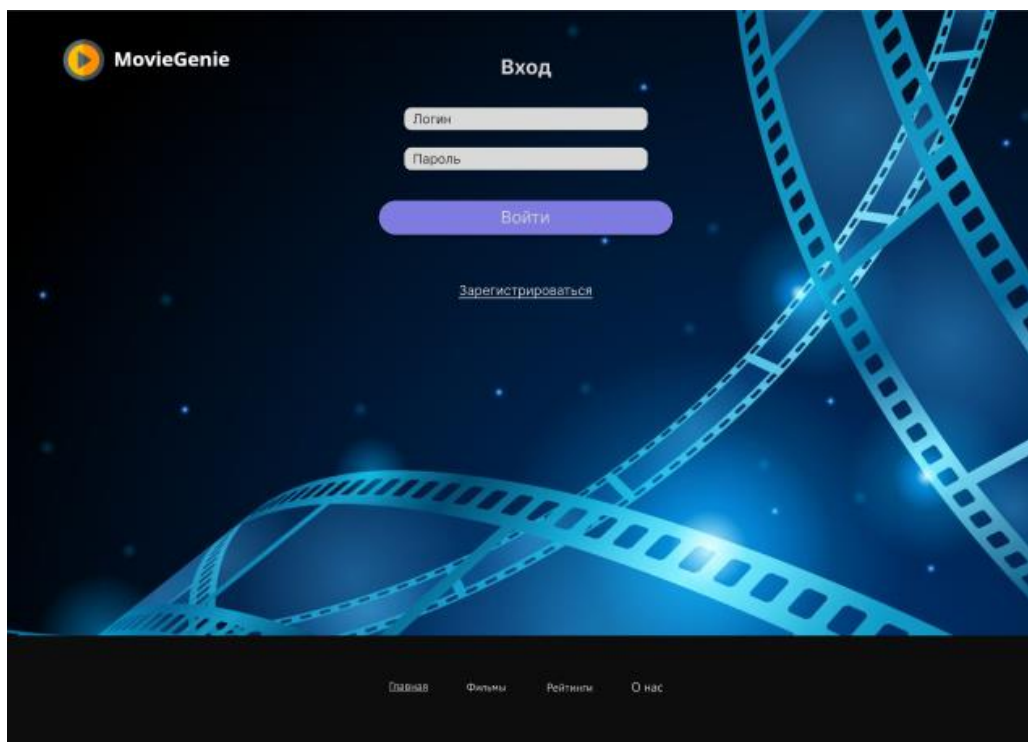 MovieGenie
Вход
Логин
Пароль
Войти
Зарегистрироваться
Главная Фильмы Рейтинги О нас